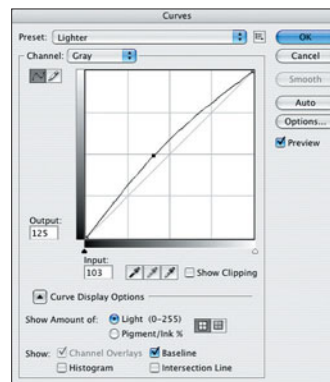 Curves
Preset: Lighter
OK
Channel: Gray
Cancel
Smooth
Auto
Options...
Preview
Output:
125
Input:
103
Show Clipping
Curve Display Options
Show Amount of: Light (0-255)
Pigment/Ink %
Show: Channel Overlays Baseline
Histogram Intersection Line